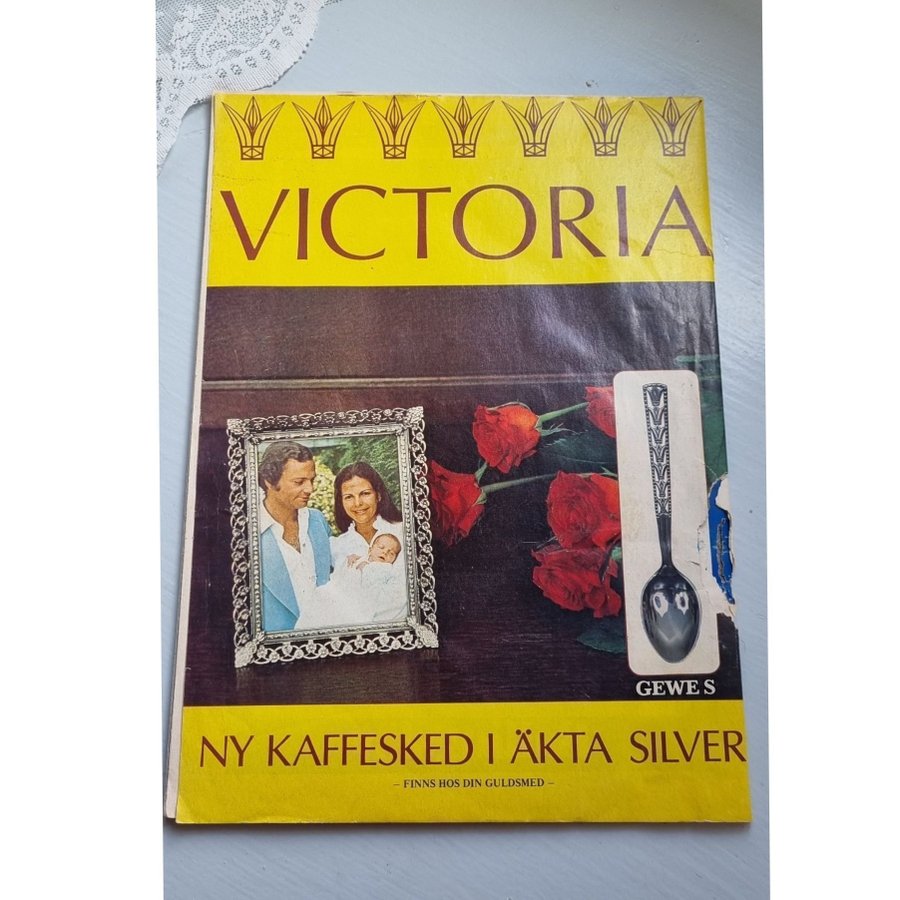 VICTORIA
GEWE S
NY KAFFESKED I ÄKTA SILVER
– FINNS HOS DIN GULDSMED –